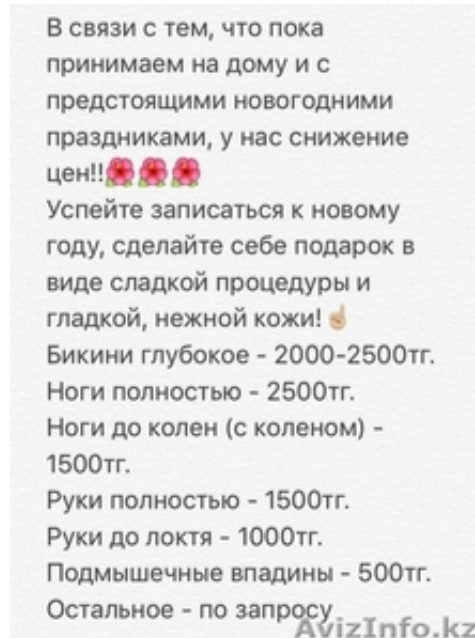 В связи с тем, что пока
принимаем на дому и с
предстоящими новогодними
праздниками, у нас снижение
цен!!🌺🌺🌺
Успейте записаться к новому
году, сделайте себе подарок в
виде сладкой процедуры и
гладкой, нежной кожи!☝🏼
Бикини глубокое - 2000-2500тг.
Ноги полностью - 2500тг.
Ноги до колен (с коленом) -
1500тг.
Руки полностью - 1500тг.
Руки до локтя - 1000тг.
Подмышечные впадины - 500тг.
Остальное - по запросу
AvizInfo.kz